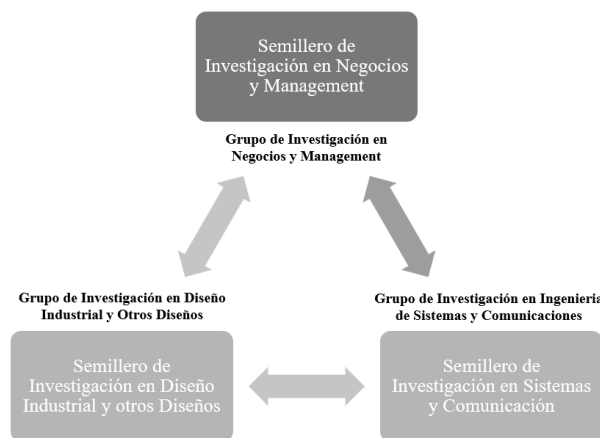 Semillero de
Investigación en Negocios
y Management
Grupo de Investigación en
Negocios y Management
Grupo de Investigación en Diseño
Industrial y Otros Diseños
Grupo de Investigación en Ingenieria
de Sistemas y Comunicaciones
Semillero de
Investigación en Diseño
Industrial y otros Diseños
Semillero de
Investigación en Sistemas
y Comunicación